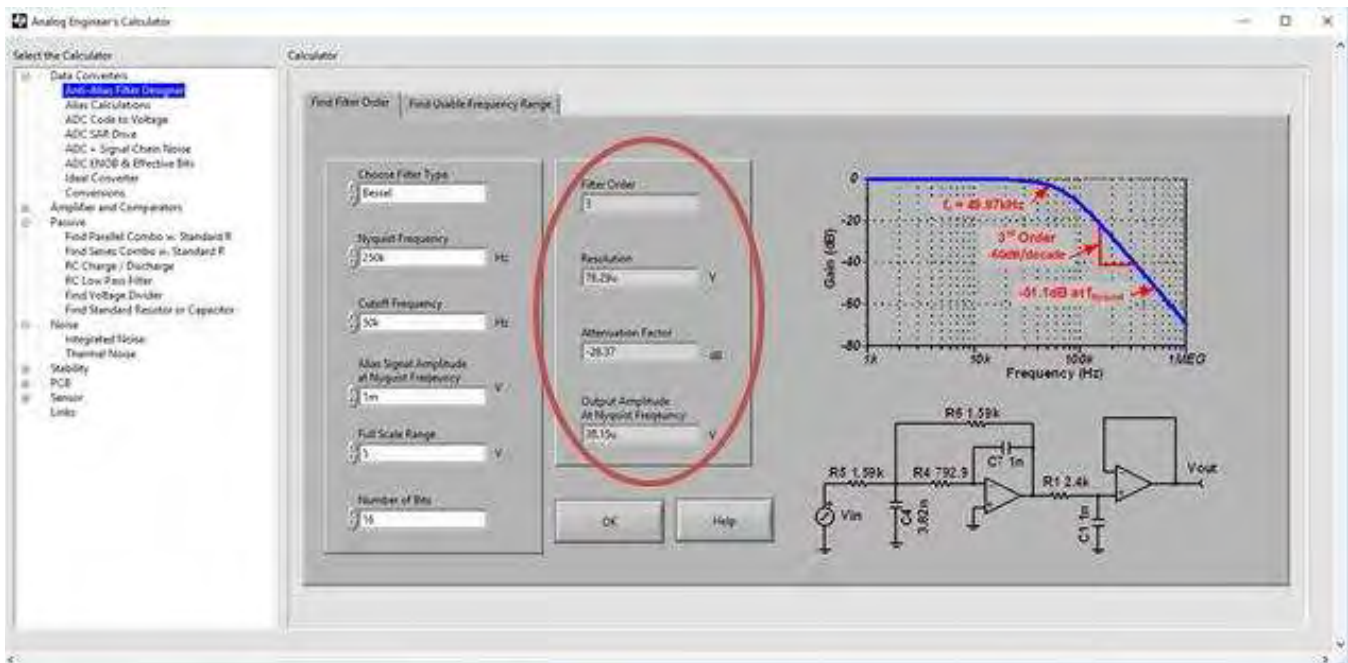 Analog Engineer's Calculator
Select the Calculator
Data Converters
Anti-Alias Filter Designer
Alias Calculations
ADC Code to Voltage
ADC SAR Drive
ADC + Signal Chain Noise
ADC ENOB & Effective Bits
Ideal Converter
Conversions
Amplifier and Comparators
Passive
Find Parallel Combo w. Standard R
Find Series Combo w. Standard R
RC Charge / Discharge
RC Low Pass Filter
Find Voltage Divider
Find Standard Resistor or Capacitor
Noise
Integrated Noise
Thermal Noise
Stability
PCB
Sensor
Links
Calculator
Find Filter Order
Find Usable Frequency Range
Choose Filter Type
Bessel
Nyquist Frequency
250k Hz
Cutoff Frequency
50k Hz
Alias Signal Amplitude
at Nyquist Frequency
1m V
Full Scale Range
5 V
Number of Bits
16
Filter Order
3
Resolution
76.29u V
Attenuation Factor
-28.37 dB
Output Amplitude
At Nyquist Frequency
38.15u V
OK
Help
0
-20
-40
-60
-80
Gain (dB)
1k
10k
100k
1MEG
Frequency (Hz)
3rd Order
-60dB/decade
R6 1.59k
R5 1.59k
R4 792.9
C4
3.82n
Vin
R1 2.4k
C1 1n
Vout